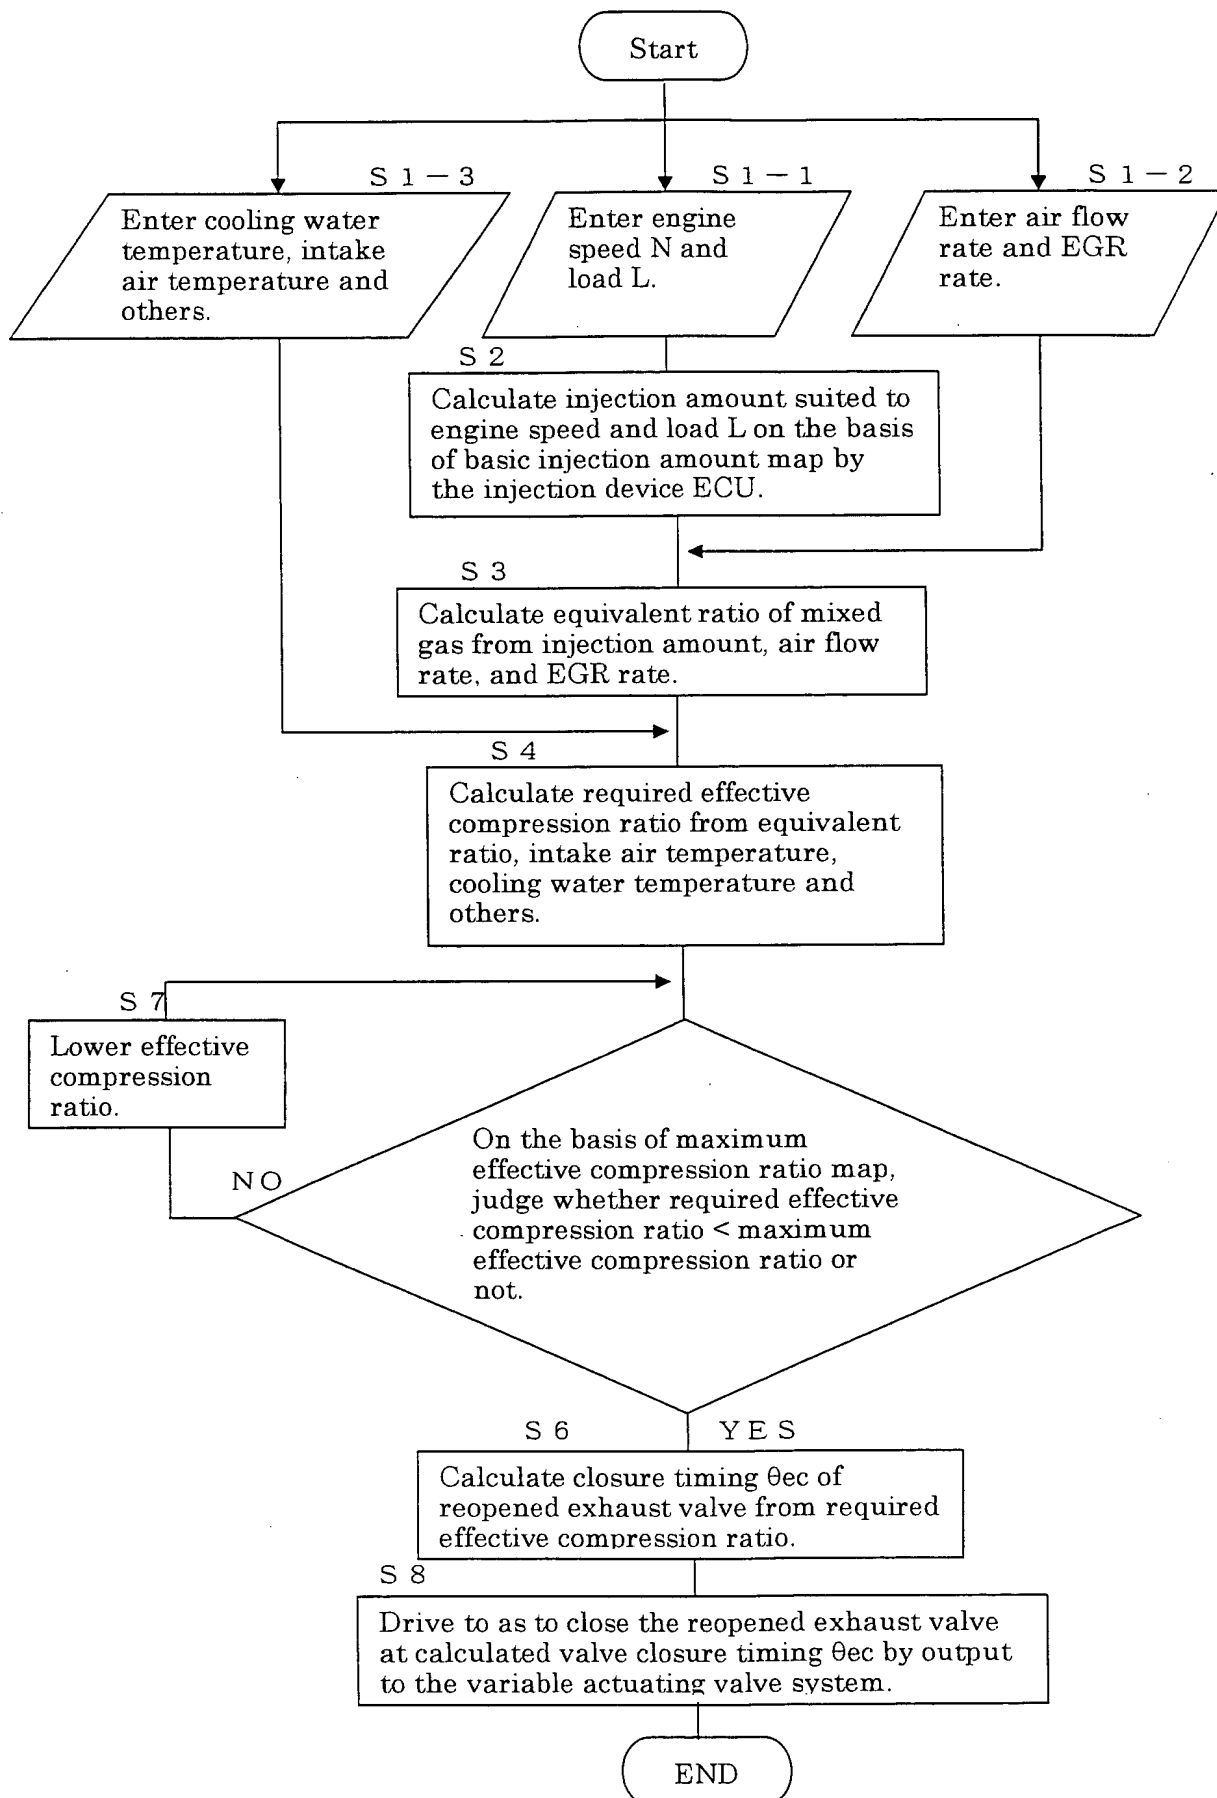 Start
S 1 – 3
Enter cooling water
temperature, intake
air temperature and
others.
S 1 – 1
Enter engine
speed N and
load L.
S 1 – 2
Enter air flow
rate and EGR
rate.
S 2
Calculate injection amount suited to
engine speed and load L on the basis
of basic injection amount map by
the injection device ECU.
S 3
Calculate equivalent ratio of mixed
gas from injection amount, air flow
rate, and EGR rate.
S 4
Calculate required effective
compression ratio from equivalent
ratio, intake air temperature,
cooling water temperature and
others.
S 7
Lower effective
compression
ratio.
NO
On the basis of maximum
effective compression ratio map,
judge whether required effective
compression ratio < maximum
effective compression ratio or
not.
S 6
YES
Calculate closure timing θec of
reopened exhaust valve from required
effective compression ratio.
S 8
Drive to as to close the reopened exhaust valve
at calculated valve closure timing θec by output
to the variable actuating valve system.
END